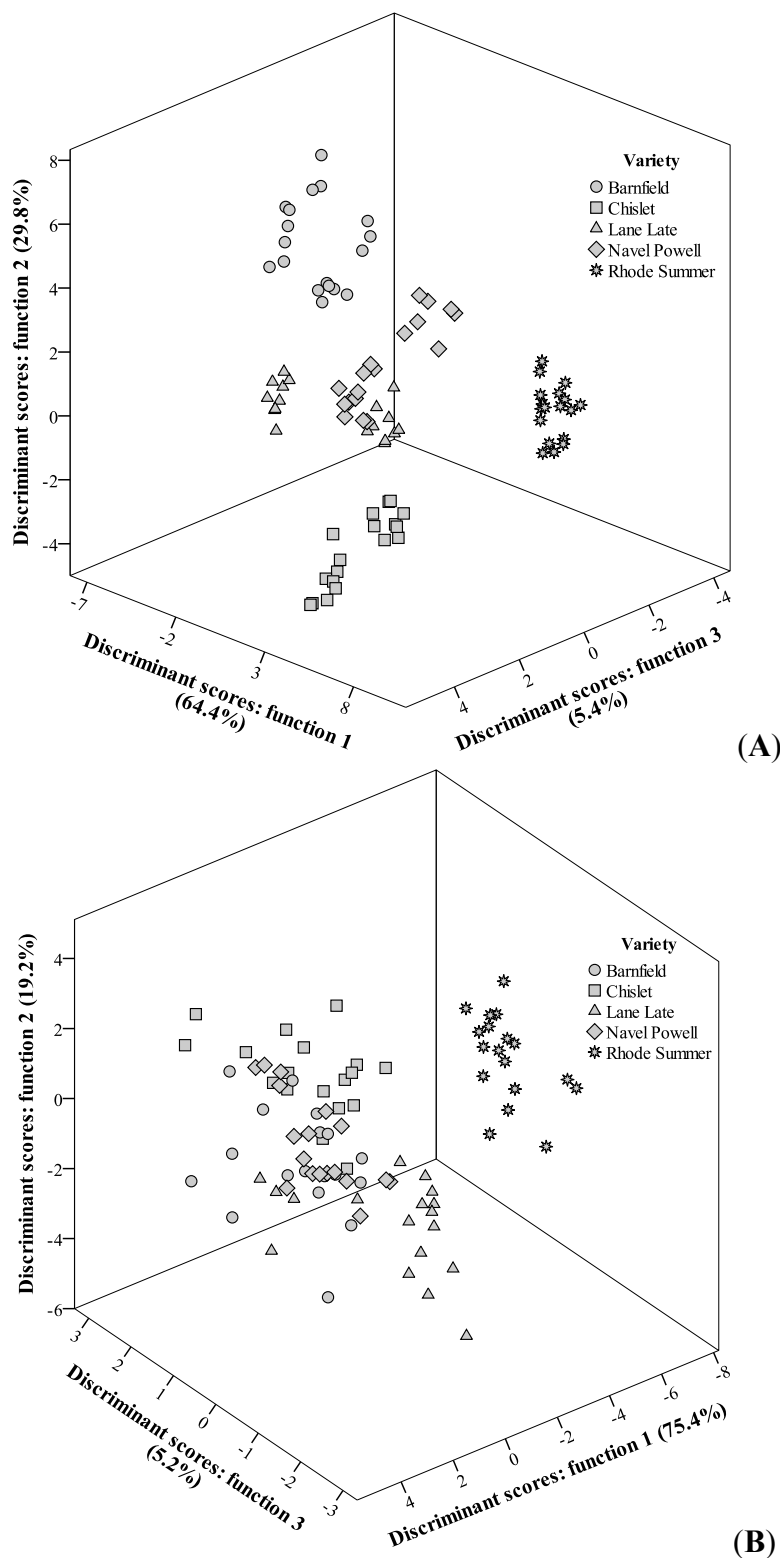 8
6
4
2
0
-2
-4
Discriminant scores: function 2 (29.8%)
Variety
Barnfield
Chislet
Lane Late
Navel Powell
Rhode Summer
-7
-2
3
8
Discriminant scores: function 1
(64.4%)
4
2
0
-2
-4
Discriminant scores: function 3
(5.4%)
(A)
4
2
0
-2
-4
-6
Discriminant scores: function 2 (19.2%)
Variety
Barnfield
Chislet
Lane Late
Navel Powell
Rhode Summer
3
2
1
0
-1
-2
-3
Discriminant scores: function 3
(5.2%)
4
2
0
-2
-4
-6
-8
Discriminant scores: function 1 (75.4%)
(B)